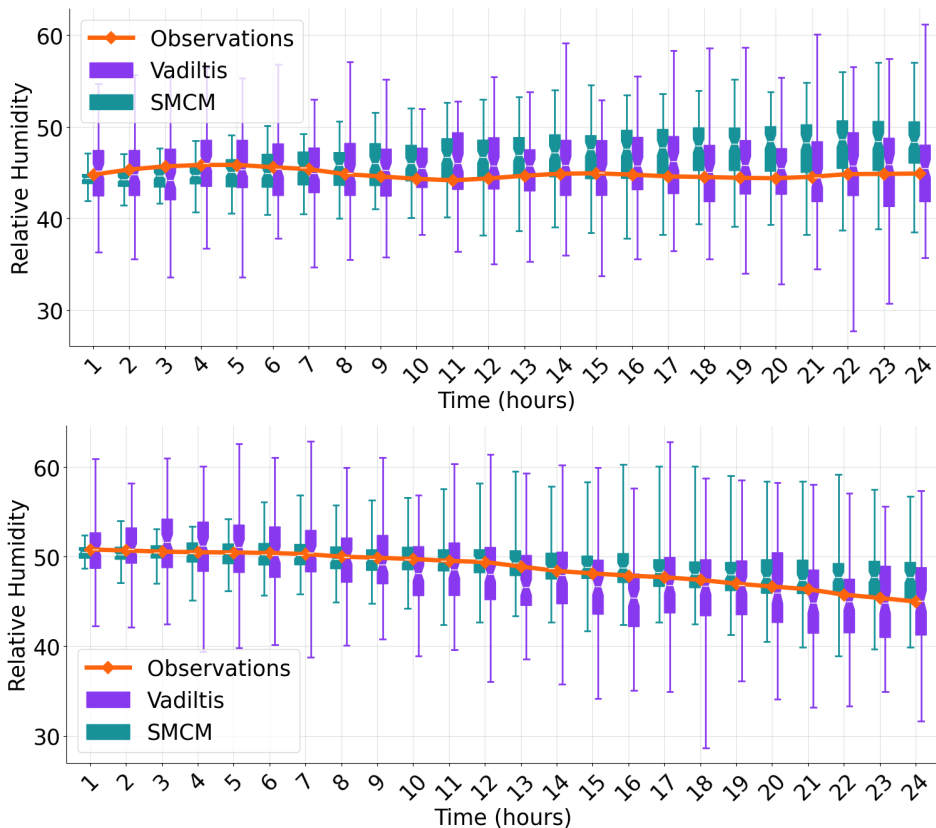 60
50
40
30
Relative Humidity
Observations
Vadiltis
SMCM
1 2 3 4 5 6 7 8 9 10 11 12 13 14 15 16 17 18 19 20 21 22 23 24
Time (hours)
60
50
40
30
Relative Humidity
Observations
Vadiltis
SMCM
1 2 3 4 5 6 7 8 9 10 11 12 13 14 15 16 17 18 19 20 21 22 23 24
Time (hours)